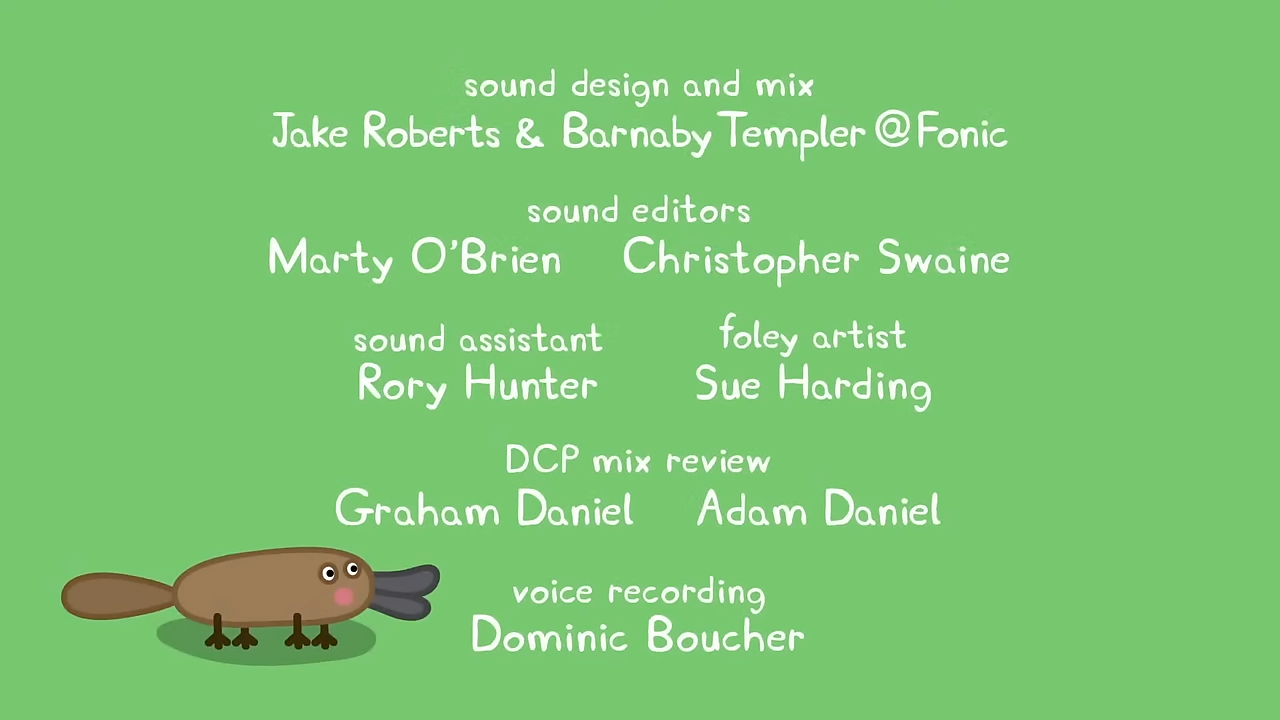 sound design and mix
Jake Roberts & Barnaby Templer @Fonic
sound editors
Marty O'Brien Christopher Swaine
sound assistant foley artist
Rory Hunter Sue Harding
DCP mix review
Graham Daniel Adam Daniel
voice recording
Dominic Boucher